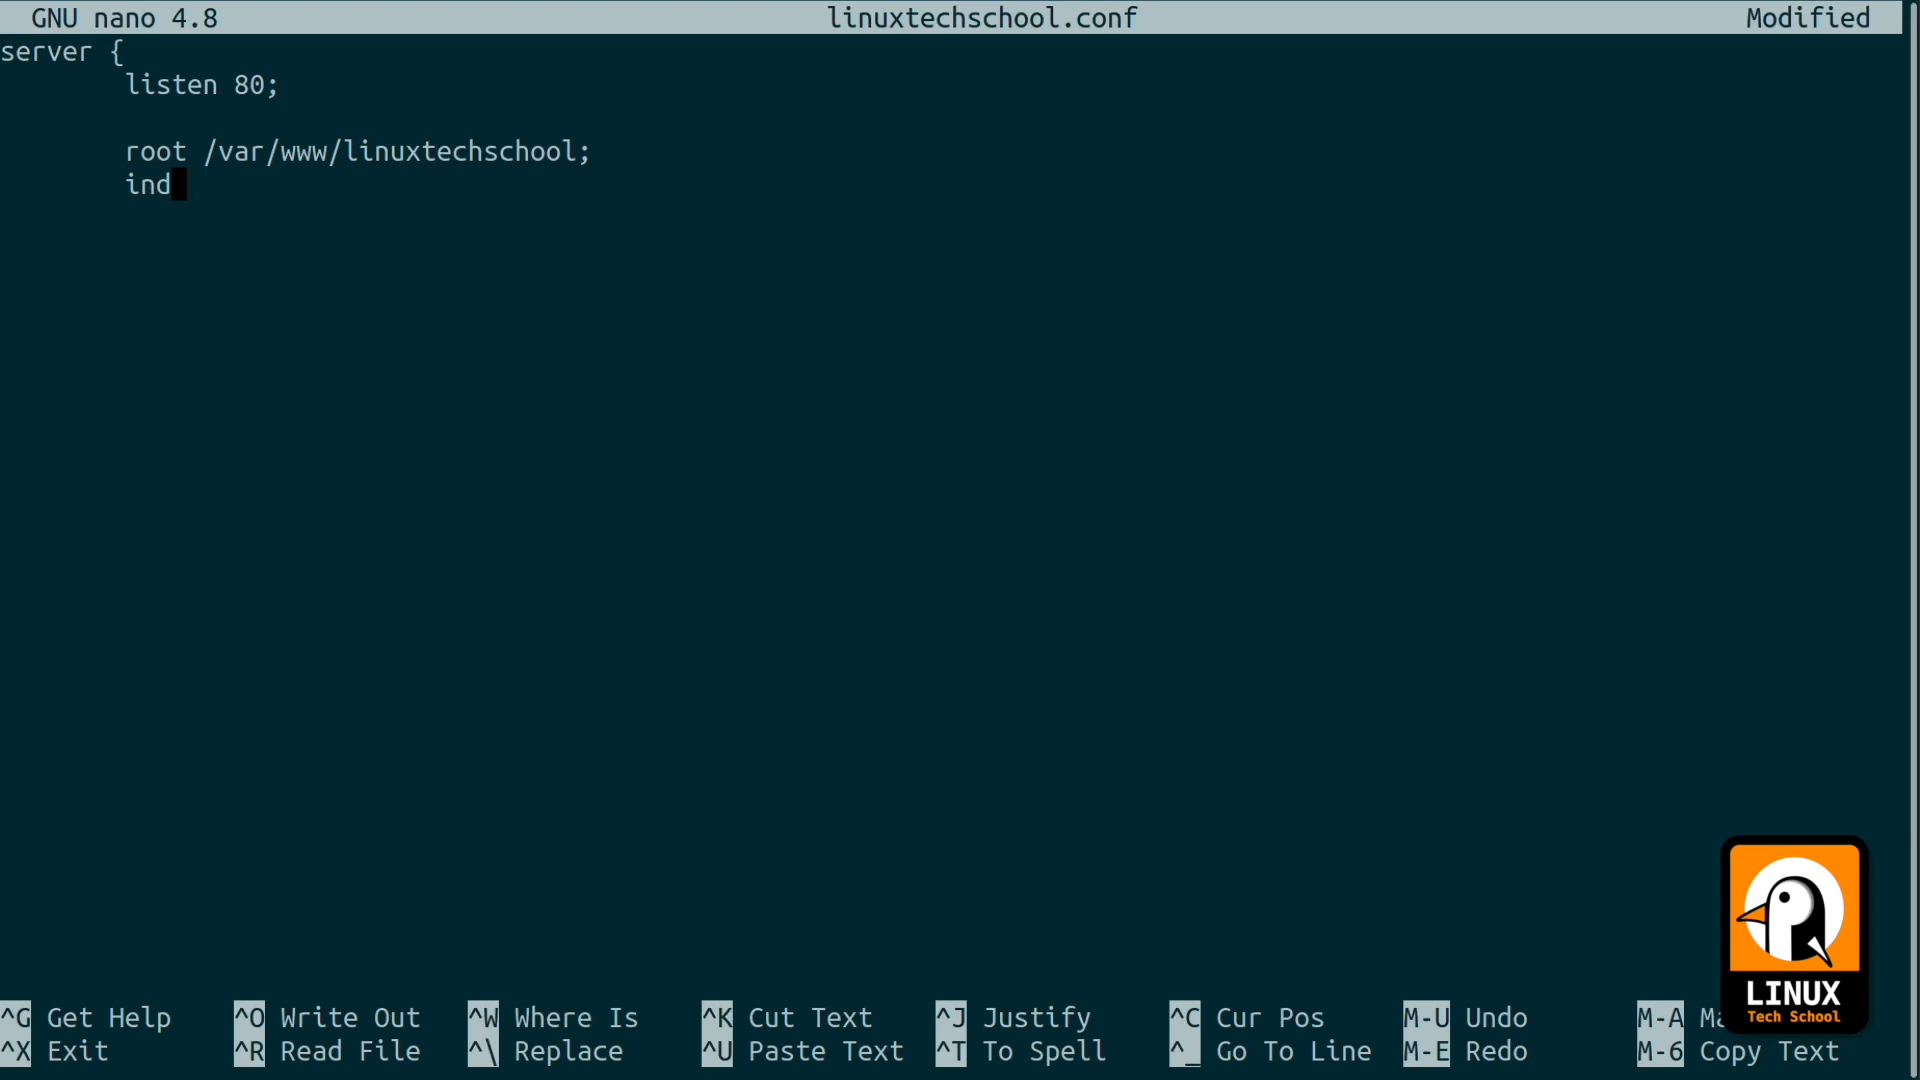 GNU nano 4.8 linuxtechschool.conf Modified
server {
listen 80;
root /var/www/linuxtechschool;
ind
^G Get Help ^O Write Out ^W Where Is ^K Cut Text ^J Justify ^C Cur Pos M-U Undo M-A
^X Exit ^R Read File ^\ Replace ^U Paste Text ^T To Spell ^_ Go To Line M-E Redo M-6 Copy Text
LINUX
Tech School